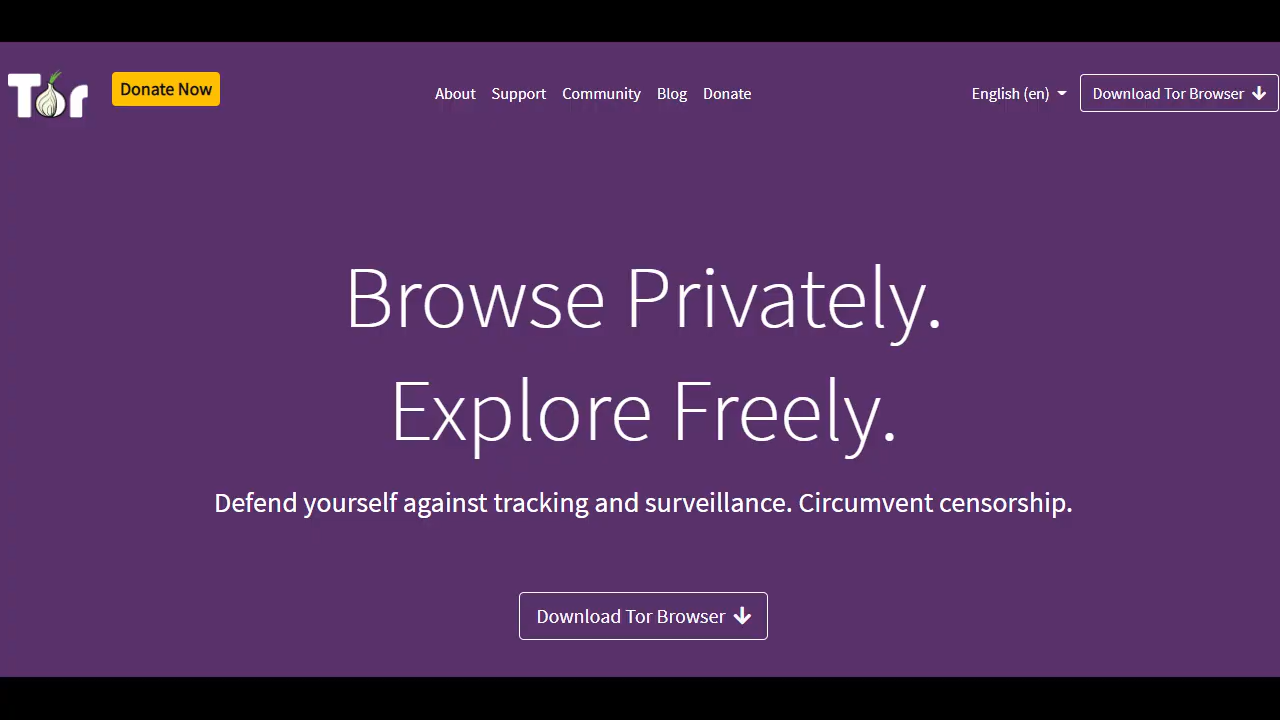 Tor
Donate Now
About Support Community Blog Donate
English (en)
Download Tor Browser
Browse Privately.
Explore Freely.
Defend yourself against tracking and surveillance. Circumvent censorship.
Download Tor Browser